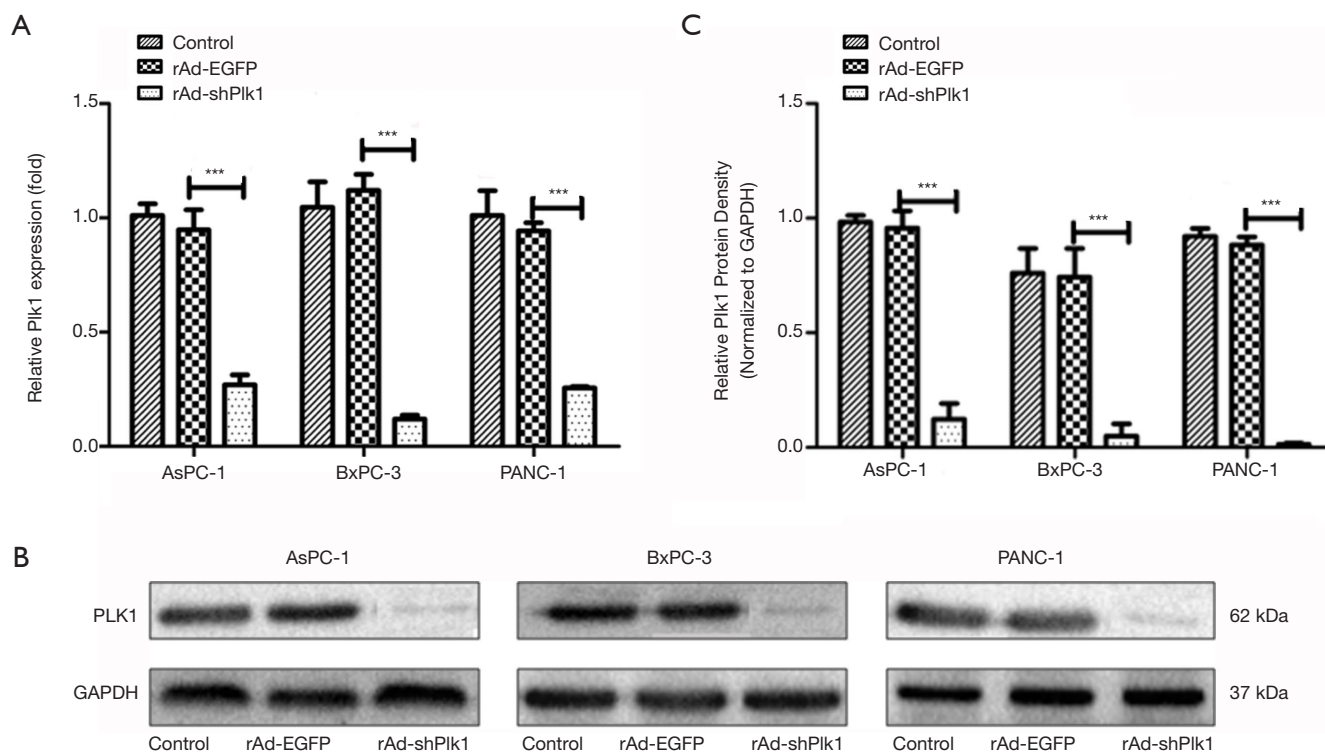 A
Control
rAd-EGFP
rAd-shPlk1
Relative Plk1 expression (fold)
1.5
1.0
0.5
0.0
***
***
***
AsPC-1
BxPC-3
PANC-1
C
Control
rAd-EGFP
rAd-shPlk1
Relative Plk1 Protein Density
(Normalized to GAPDH)
1.5
1.0
0.5
0.0
***
***
***
AsPC-1
BxPC-3
PANC-1
B
AsPC-1
BxPC-3
PANC-1
PLK1
62 kDa
GAPDH
37 kDa
Control rAd-EGFP rAd-shPlk1
Control rAd-EGFP rAd-shPlk1
Control rAd-EGFP rAd-shPlk1